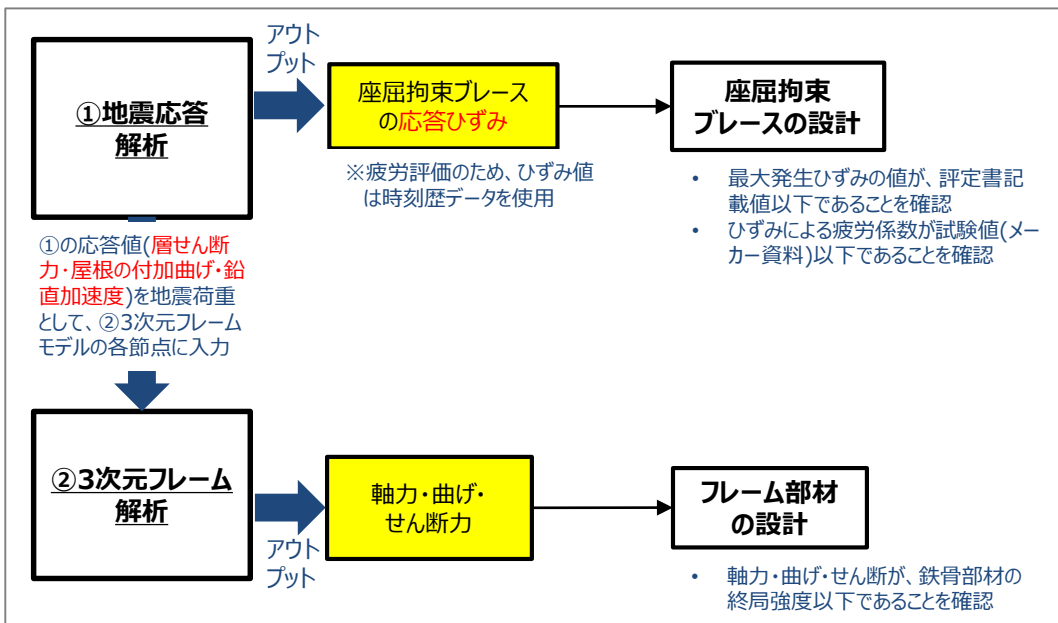 アウト
プット
①地震応答
解析
座屈拘束ブレース
の応答ひずみ
座屈拘束
ブレースの設計
※疲労評価のため、ひずみ値
は時刻歴データを使用
• 最大発生ひずみの値が、評定書記
載値以下であることを確認
• ひずみによる疲労係数が試験値(メー
カー資料)以下であることを確認
①の応答値(層せん断
力・屋根の付加曲げ・鉛
直加速度)を地震荷重
として、②3次元フレーム
モデルの各節点に入力
②3次元フレーム
解析
アウト
プット
軸力・曲げ・
せん断力
フレーム部材
の設計
• 軸力・曲げ・せん断が、鉄骨部材の
終局強度以下であることを確認